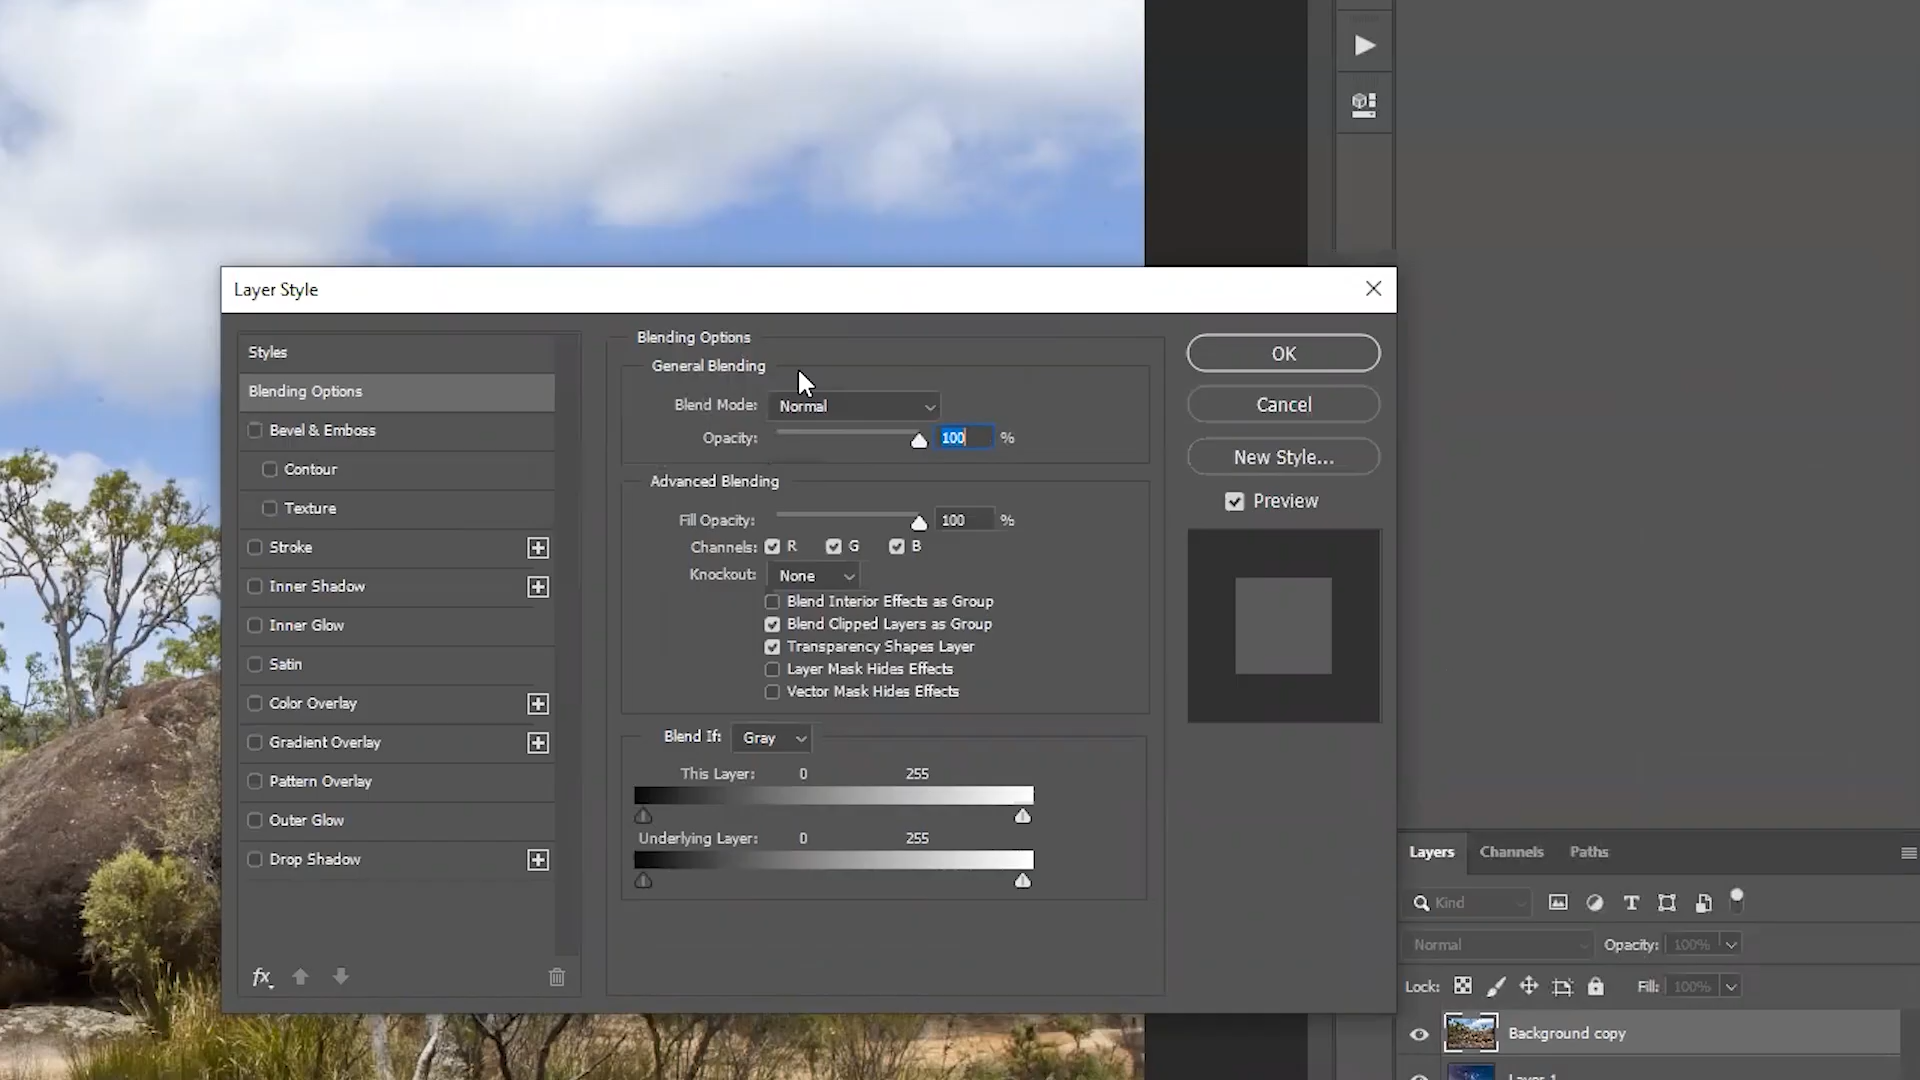 Layer Style
Styles
Blending Options
Bevel & Emboss
Contour
Texture
Stroke
Inner Shadow
Inner Glow
Satin
Color Overlay
Gradient Overlay
Pattern Overlay
Outer Glow
Drop Shadow
fx
Blending Options
General Blending
Blend Mode: Normal
Opacity: 100 %
Advanced Blending
Fill Opacity: 100 %
Channels: R G B
Knockout: None
Blend Interior Effects as Group
Blend Clipped Layers as Group
Transparency Shapes Layer
Layer Mask Hides Effects
Vector Mask Hides Effects
Blend If: Gray
This Layer: 0 255
Underlying Layer: 0 255
OK
Cancel
New Style...
Preview
Layers Channels Paths
Kind
Normal Opacity: 100%
Lock: Fill: 100%
Background copy
Layer 1